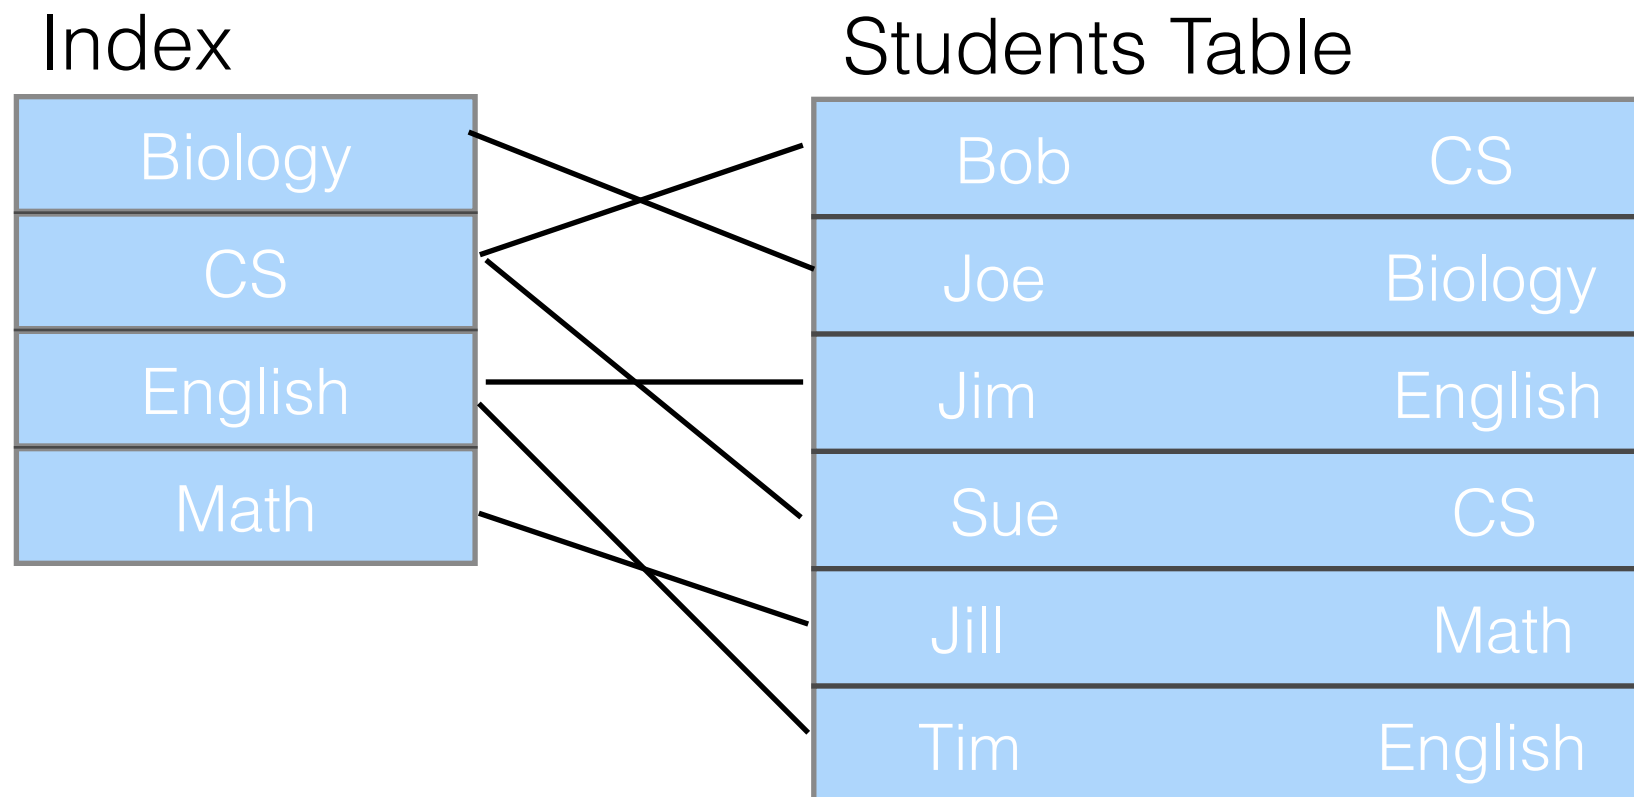 Index
Biology
CS
English
Math
Students Table
Bob CS
Joe Biology
Jim English
Sue CS
Jill Math
Tim English